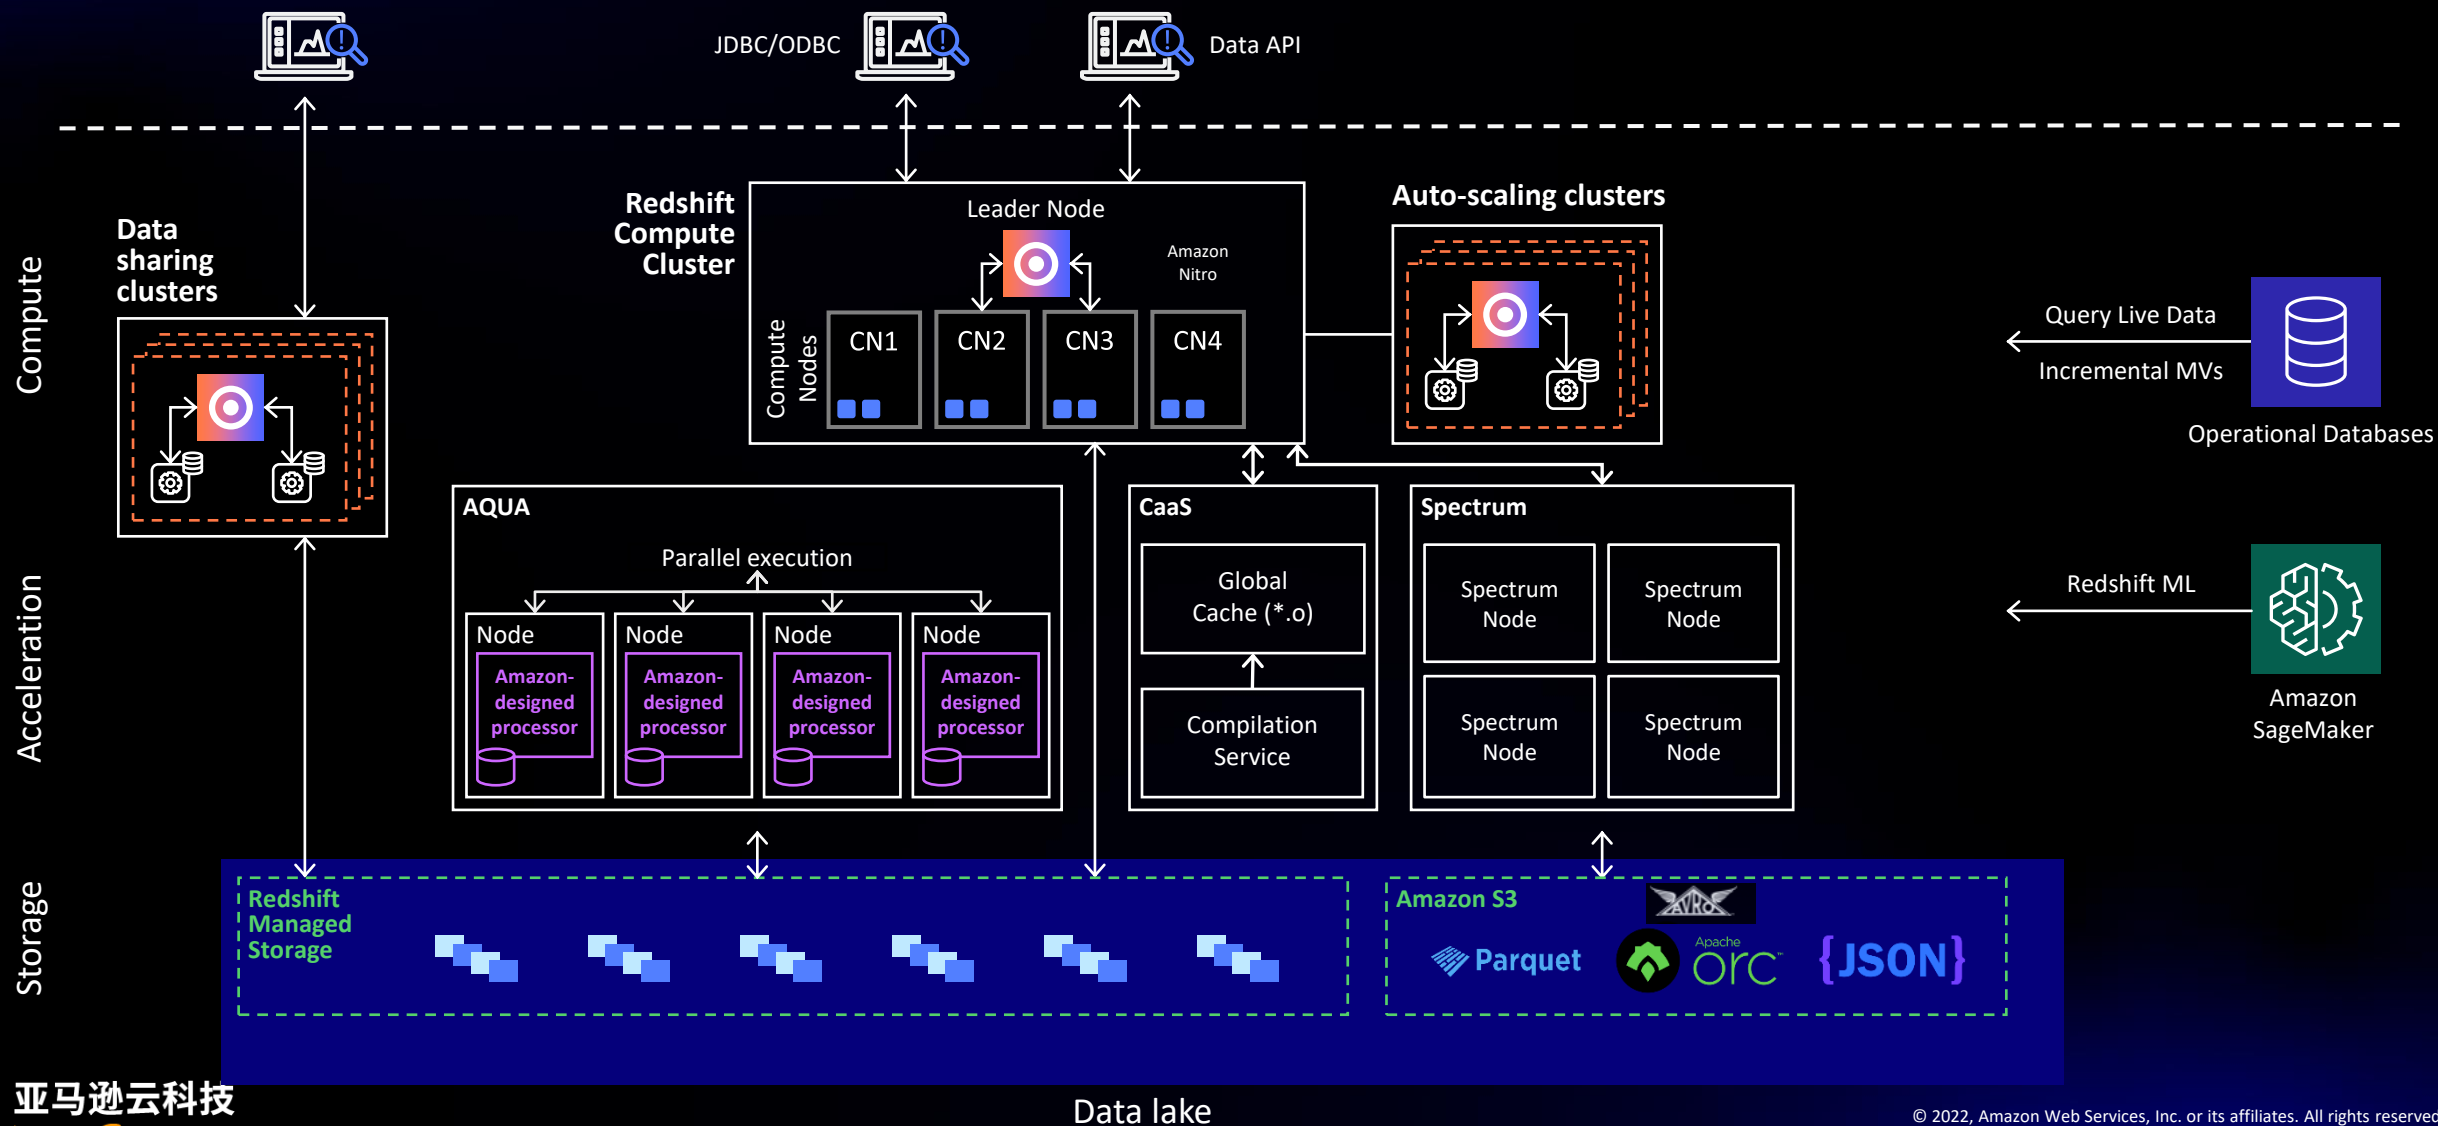 JDBC/ODBC
Data API
Compute
Data
sharing
clusters
Redshift
Compute
Cluster
Leader Node
Amazon
Nitro
Compute
Nodes
CN1
CN2
CN3
CN4
Auto-scaling clusters
Query Live Data
Incremental MVs
Operational Databases
Acceleration
AQUA
Parallel execution
Node
Amazon-
designed
processor
Node
Amazon-
designed
processor
Node
Amazon-
designed
processor
Node
Amazon-
designed
processor
CaaS
Global
Cache (*.o)
Compilation
Service
Spectrum
Spectrum
Node
Spectrum
Node
Spectrum
Node
Spectrum
Node
Redshift ML
Amazon
SageMaker
Storage
Redshift
Managed
Storage
Amazon S3
AVRO
Parquet
Apache
orc™
{JSON}
亚马逊云科技
Data lake
© 2022, Amazon Web Services, Inc. or its affiliates. All rights reserved